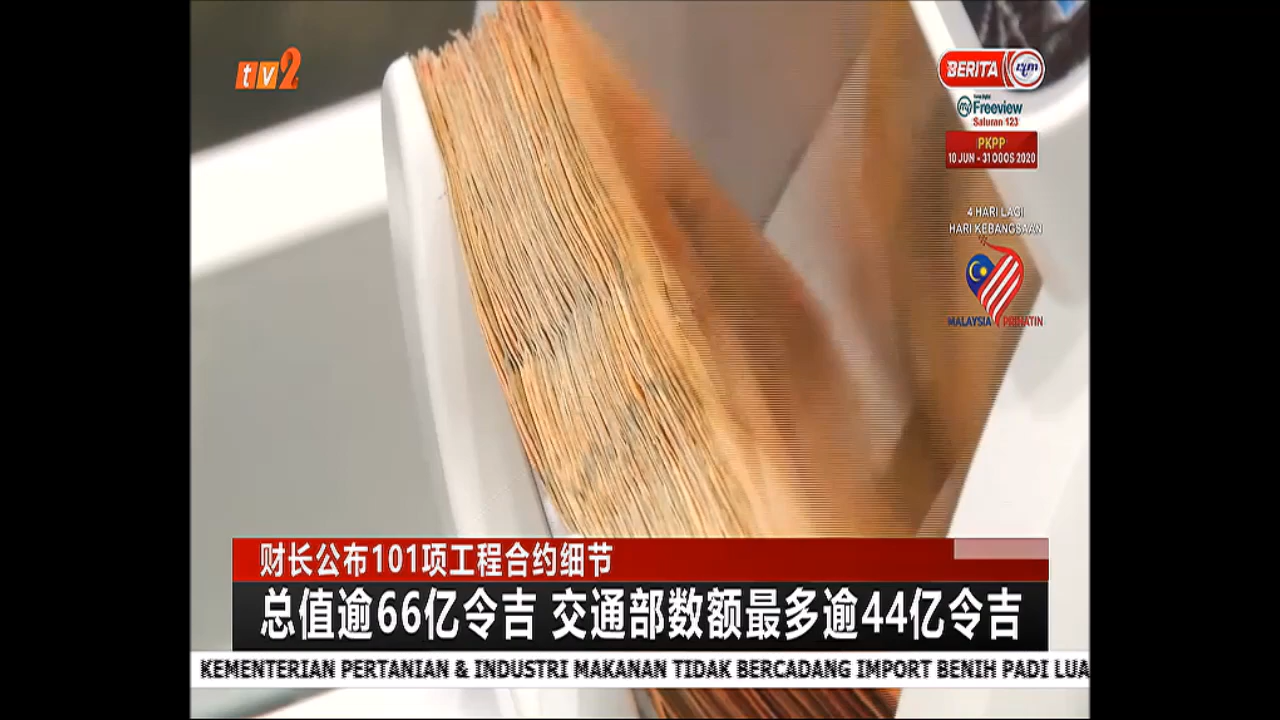 tv2
BERITA rtm
my Freeview
Saluran 123
PKPP
10 JUN - 31 OGOS 2020
4 HARI LAGI
HARI KEBANGSAAN
MALAYSIA PRIHATIN
财长公布101项工程合约细节
总值逾66亿令吉 交通部数额最多逾44亿令吉
KEMENTERIAN PERTANIAN & INDUSTRI MAKANAN TIDAK BERCADANG IMPORT BENIH PADI LUA